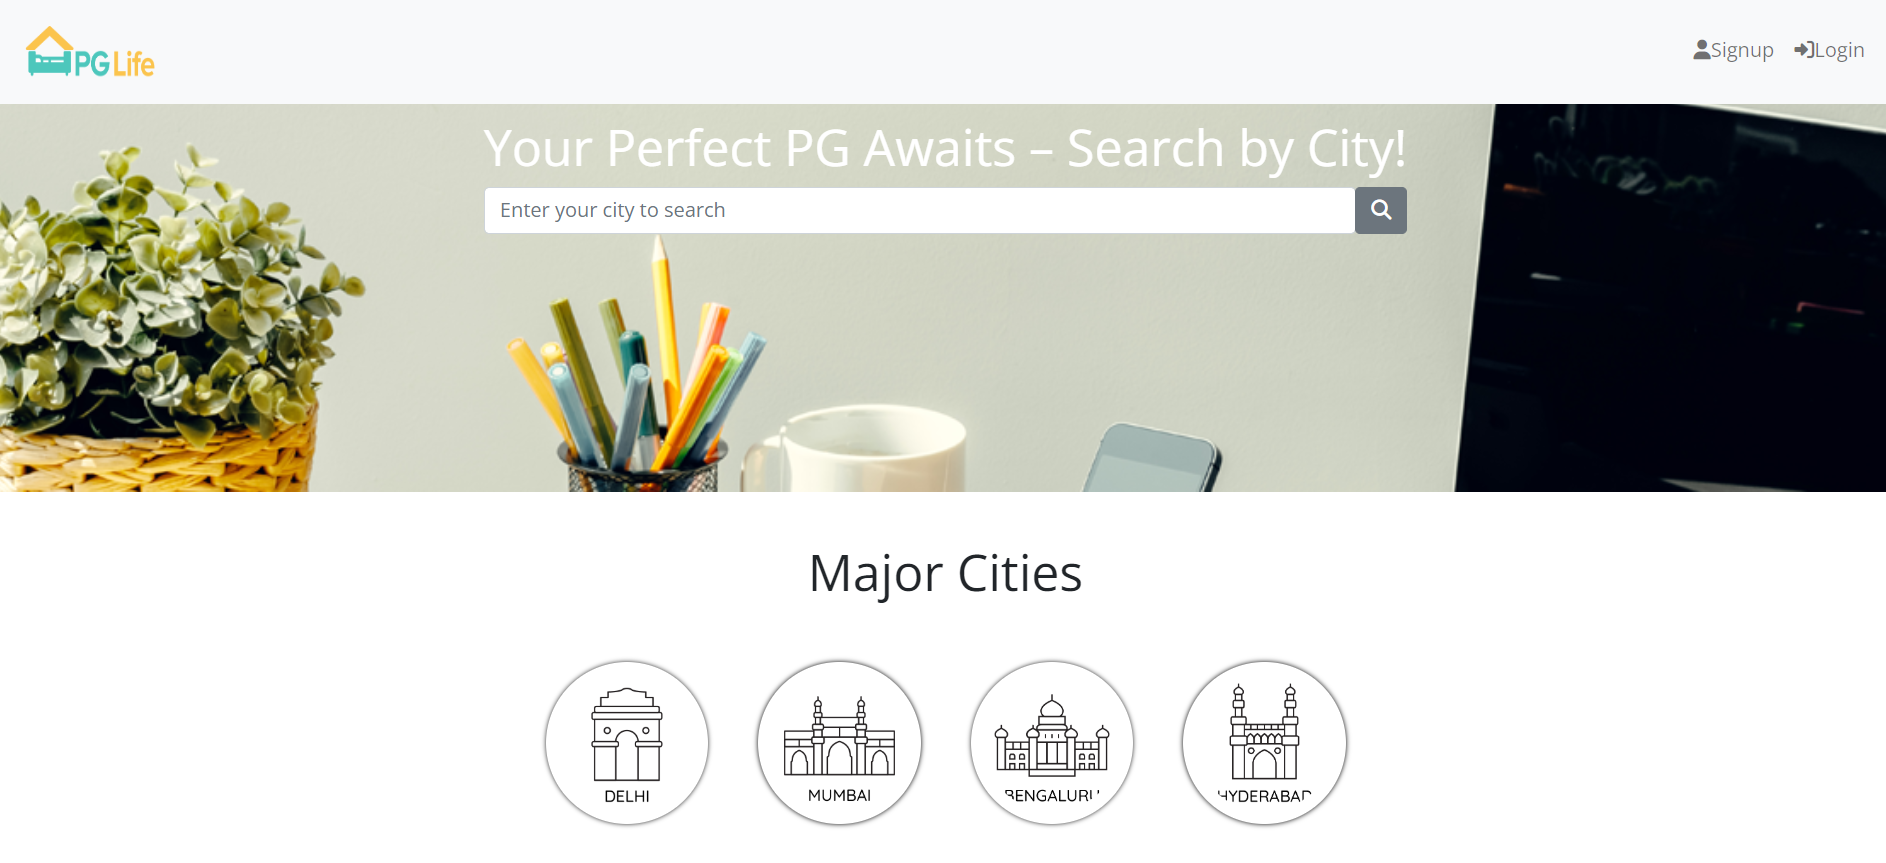 PG Life
Signup Login
Your Perfect PG Awaits – Search by City!
Enter your city to search
Major Cities
DELHI MUMBAI BENGALURU HYDERABAD